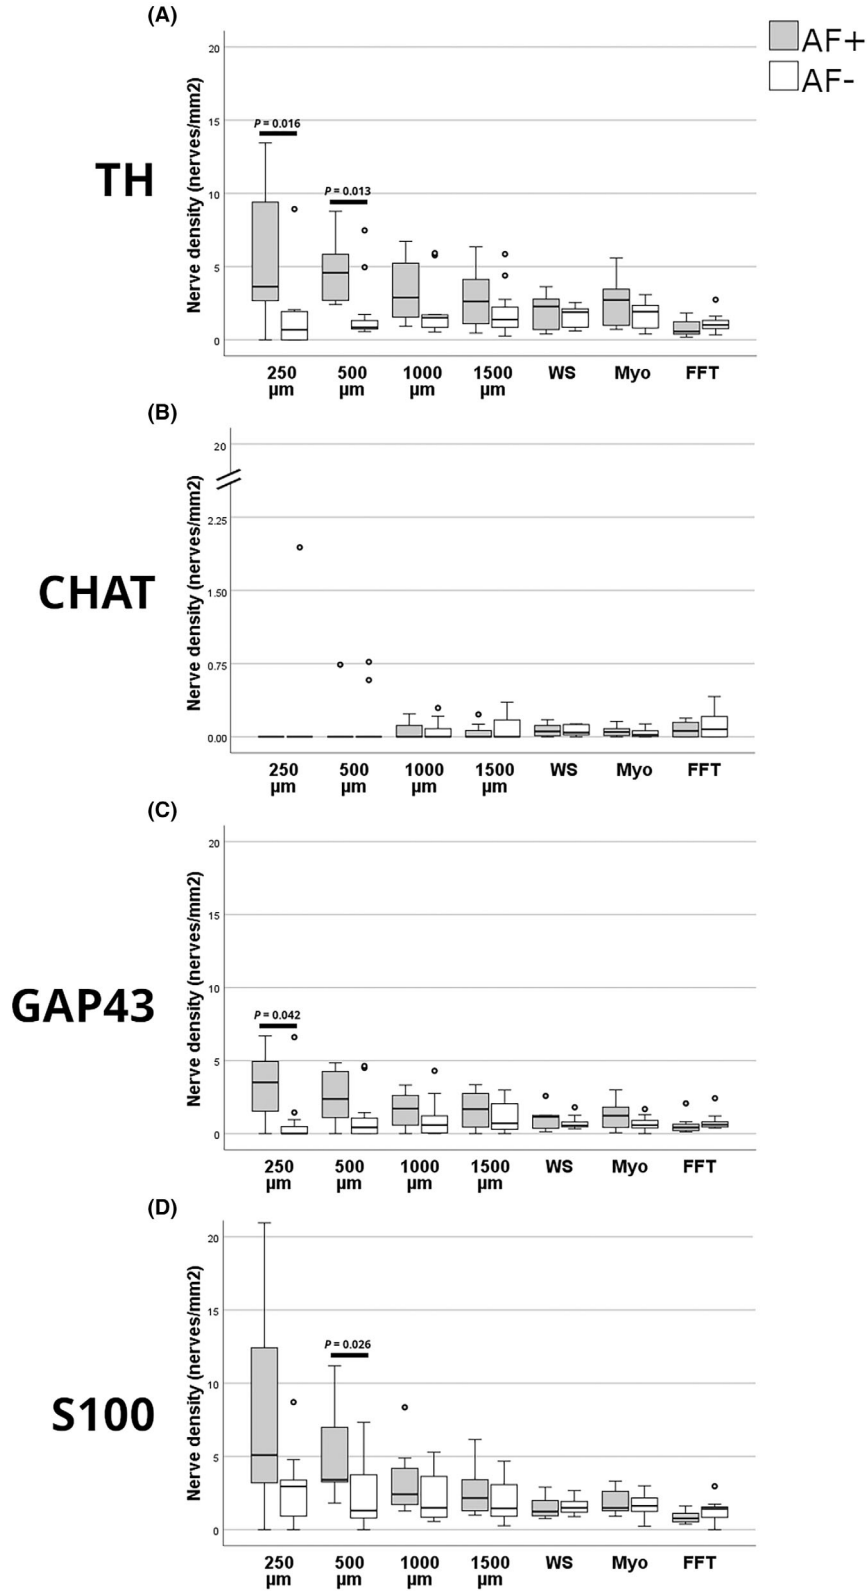 (A)
AF+
AF-
TH
Nerve density (nerves/mm2)
20
15
10
5
0
P = 0.016
P = 0.013
250 µm
500 µm
1000 µm
1500 µm
WS
Myo
FFT
(B)
CHAT
Nerve density (nerves/mm2)
20
2.25
1.50
0.75
0.00
250 µm
500 µm
1000 µm
1500 µm
WS
Myo
FFT
(C)
GAP43
Nerve density (nerves/mm2)
20
15
10
5
0
P = 0.042
250 µm
500 µm
1000 µm
1500 µm
WS
Myo
FFT
(D)
S100
Nerve density (nerves/mm2)
20
15
10
5
0
P = 0.026
250 µm
500 µm
1000 µm
1500 µm
WS
Myo
FFT